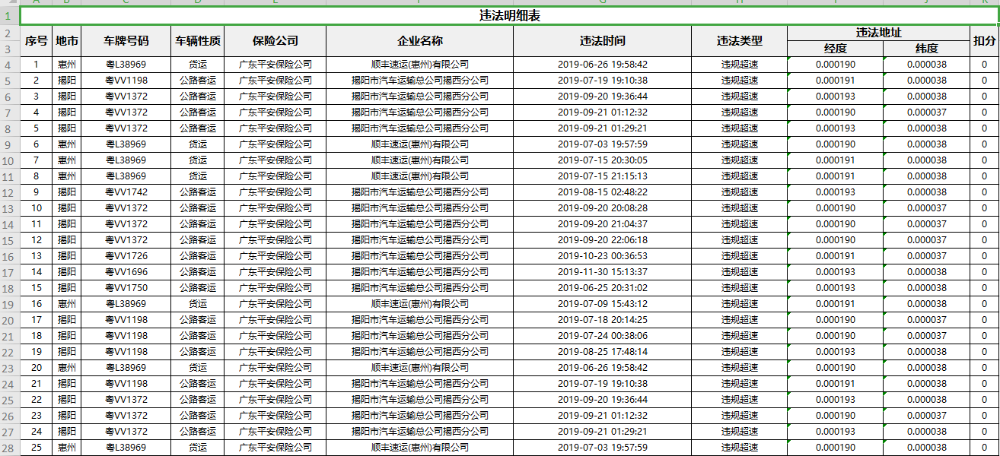 违法明细表
序号 地市 车牌号码 车辆性质 保险公司 企业名称 违法时间 违法类型 违法地址 扣分
经度 纬度
1 惠州 粤L38969 货运 广东平安保险公司 顺丰速运(惠州)有限公司 2019-06-26 19:58:42 违规超速 0.000190 0.000038 0
2 揭阳 粤VV1198 公路客运 广东平安保险公司 揭阳市汽车运输总公司揭西分公司 2019-07-19 19:10:38 违规超速 0.000191 0.000038 0
3 揭阳 粤VV1372 公路客运 广东平安保险公司 揭阳市汽车运输总公司揭西分公司 2019-09-20 19:36:44 违规超速 0.000193 0.000038 0
4 揭阳 粤VV1372 公路客运 广东平安保险公司 揭阳市汽车运输总公司揭西分公司 2019-09-21 01:12:32 违规超速 0.000190 0.000037 0
5 揭阳 粤VV1372 公路客运 广东平安保险公司 揭阳市汽车运输总公司揭西分公司 2019-09-21 01:29:21 违规超速 0.000193 0.000038 0
6 惠州 粤L38969 货运 广东平安保险公司 顺丰速运(惠州)有限公司 2019-07-03 19:57:59 违规超速 0.000190 0.000038 0
7 惠州 粤L38969 货运 广东平安保险公司 顺丰速运(惠州)有限公司 2019-07-15 20:30:05 违规超速 0.000191 0.000038 0
8 惠州 粤L38969 货运 广东平安保险公司 顺丰速运(惠州)有限公司 2019-07-15 21:15:13 违规超速 0.000191 0.000038 0
9 揭阳 粤VV1742 公路客运 广东平安保险公司 揭阳市汽车运输总公司揭西分公司 2019-08-15 02:48:22 违规超速 0.000193 0.000038 0
10 揭阳 粤VV1372 公路客运 广东平安保险公司 揭阳市汽车运输总公司揭西分公司 2019-09-20 20:08:28 违规超速 0.000190 0.000037 0
11 揭阳 粤VV1372 公路客运 广东平安保险公司 揭阳市汽车运输总公司揭西分公司 2019-09-20 21:04:37 违规超速 0.000190 0.000037 0
12 揭阳 粤VV1372 公路客运 广东平安保险公司 揭阳市汽车运输总公司揭西分公司 2019-09-20 22:06:18 违规超速 0.000190 0.000037 0
13 揭阳 粤VV1726 公路客运 广东平安保险公司 揭阳市汽车运输总公司揭西分公司 2019-10-23 00:36:53 违规超速 0.000191 0.000037 0
14 揭阳 粤VV1696 公路客运 广东平安保险公司 揭阳市汽车运输总公司揭西分公司 2019-11-30 15:13:37 违规超速 0.000193 0.000038 0
15 揭阳 粤VV1750 公路客运 广东平安保险公司 揭阳市汽车运输总公司揭西分公司 2019-06-25 20:31:02 违规超速 0.000193 0.000038 0
16 惠州 粤L38969 货运 广东平安保险公司 顺丰速运(惠州)有限公司 2019-07-09 15:43:12 违规超速 0.000191 0.000038 0
17 揭阳 粤VV1198 公路客运 广东平安保险公司 揭阳市汽车运输总公司揭西分公司 2019-07-18 20:14:25 违规超速 0.000190 0.000037 0
18 揭阳 粤VV1198 公路客运 广东平安保险公司 揭阳市汽车运输总公司揭西分公司 2019-07-24 00:38:06 违规超速 0.000190 0.000037 0
19 揭阳 粤VV1198 公路客运 广东平安保险公司 揭阳市汽车运输总公司揭西分公司 2019-08-25 17:48:14 违规超速 0.000193 0.000038 0
20 惠州 粤L38969 货运 广东平安保险公司 顺丰速运(惠州)有限公司 2019-06-26 19:58:42 违规超速 0.000190 0.000038 0
21 揭阳 粤VV1198 公路客运 广东平安保险公司 揭阳市汽车运输总公司揭西分公司 2019-07-19 19:10:38 违规超速 0.000191 0.000038 0
22 揭阳 粤VV1372 公路客运 广东平安保险公司 揭阳市汽车运输总公司揭西分公司 2019-09-20 19:36:44 违规超速 0.000193 0.000038 0
23 揭阳 粤VV1372 公路客运 广东平安保险公司 揭阳市汽车运输总公司揭西分公司 2019-09-21 01:12:32 违规超速 0.000190 0.000037 0
24 揭阳 粤VV1372 公路客运 广东平安保险公司 揭阳市汽车运输总公司揭西分公司 2019-09-21 01:29:21 违规超速 0.000193 0.000038 0
25 惠州 粤L38969 货运 广东平安保险公司 顺丰速运(惠州)有限公司 2019-07-03 19:57:59 违规超速 0.000190 0.000038 0